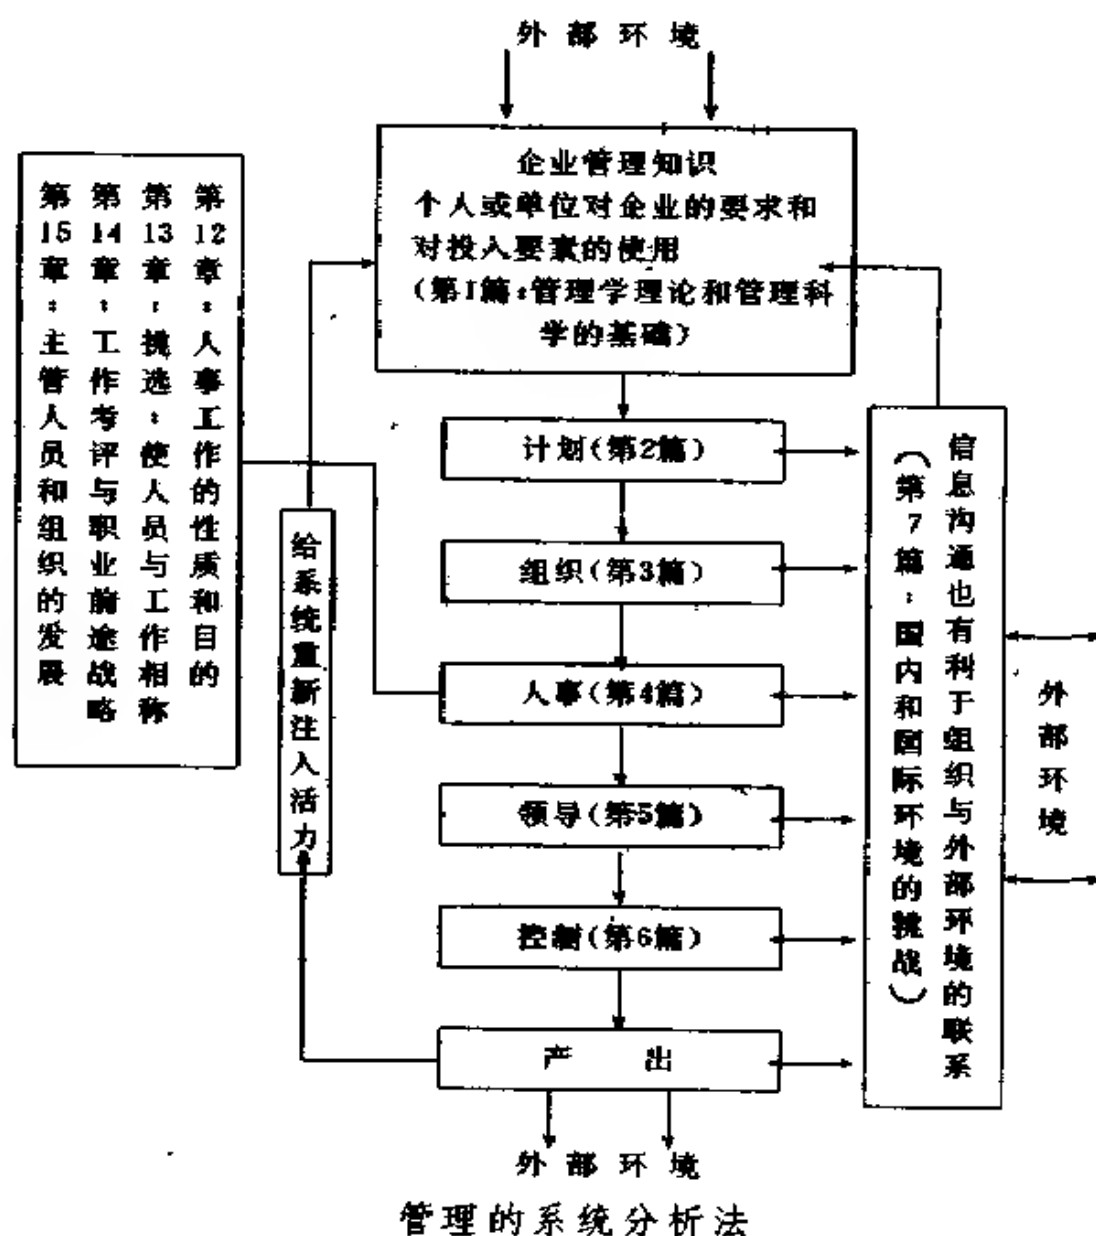 外部环境
企业管理知识
个人或单位对企业的要求和
对投入要素的使用
(第1篇:管理学理论和管理科
学的基础)
第12章:人事工作的性质和目的
第13章:挑选:使人员与工作相称
第14章:工作考评与职业前途战略
第15章:主管人员和组织的发展
给系统重新注入活力
计划(第2篇)
组织(第3篇)
人事(第4篇)
领导(第5篇)
控制(第6篇)
产出
信息沟通也有利于组织与外部环境的联系
(第7篇:国内和国际环境的挑战)
外部环境
外部环境
管理的系统分析法